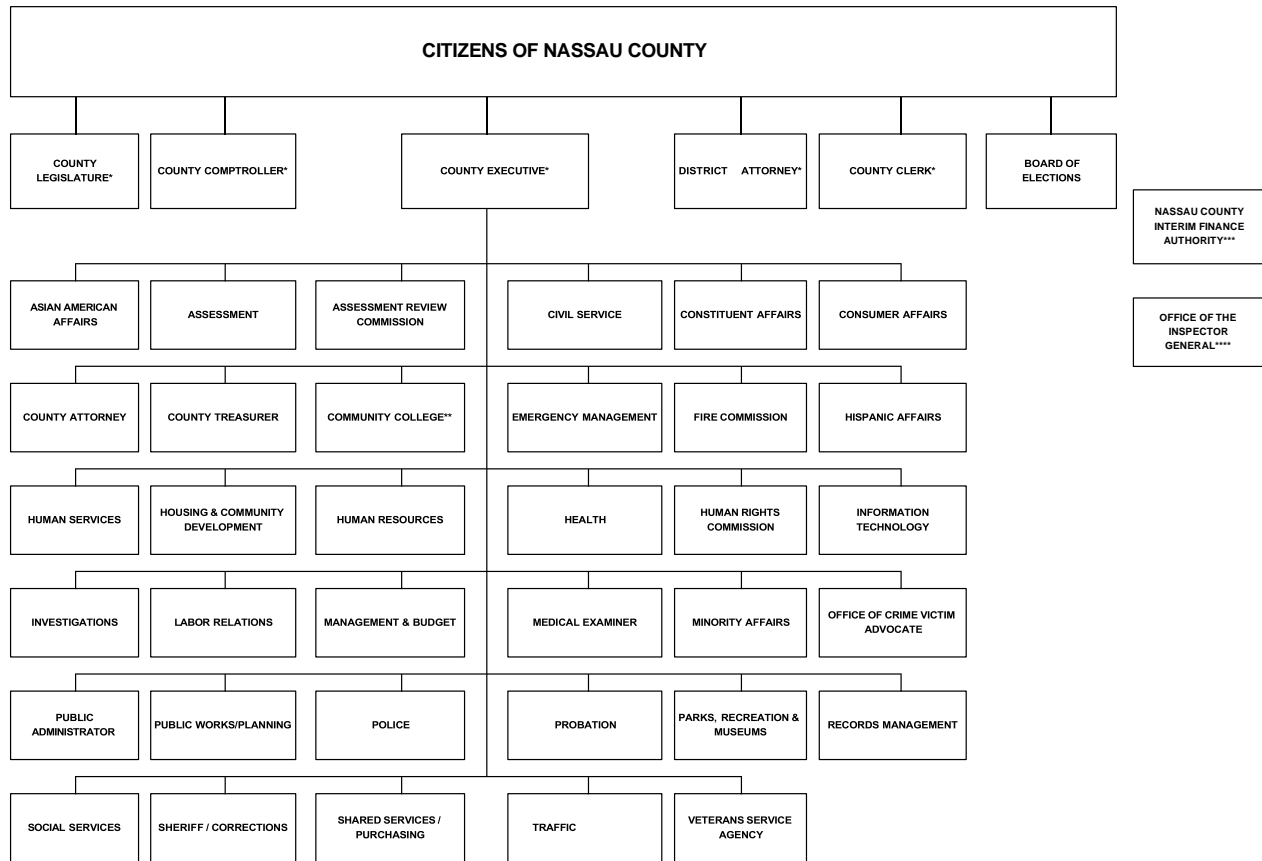 CITIZENS OF NASSAU COUNTY
COUNTY
LEGISLATURE*
COUNTY COMPTROLLER*
COUNTY EXECUTIVE*
DISTRICT ATTORNEY*
COUNTY CLERK*
BOARD OF
ELECTIONS
NASSAU COUNTY
INTERIM FINANCE
AUTHORITY***
ASIAN AMERICAN
AFFAIRS
ASSESSMENT
ASSESSMENT REVIEW
COMMISSION
CIVIL SERVICE
CONSTITUENT AFFAIRS
CONSUMER AFFAIRS
OFFICE OF THE
INSPECTOR
GENERAL****
COUNTY ATTORNEY
COUNTY TREASURER
COMMUNITY COLLEGE**
EMERGENCY MANAGEMENT
FIRE COMMISSION
HISPANIC AFFAIRS
HUMAN SERVICES
HOUSING & COMMUNITY
DEVELOPMENT
HUMAN RESOURCES
HEALTH
HUMAN RIGHTS
COMMISSION
INFORMATION
TECHNOLOGY
INVESTIGATIONS
LABOR RELATIONS
MANAGEMENT & BUDGET
MEDICAL EXAMINER
MINORITY AFFAIRS
OFFICE OF CRIME VICTIM
ADVOCATE
PUBLIC
ADMINISTRATOR
PUBLIC WORKS/PLANNING
POLICE
PROBATION
PARKS, RECREATION &
MUSEUMS
RECORDS MANAGEMENT
SOCIAL SERVICES
SHERIFF / CORRECTIONS
SHARED SERVICES /
PURCHASING
TRAFFIC
VETERANS SERVICE
AGENCY